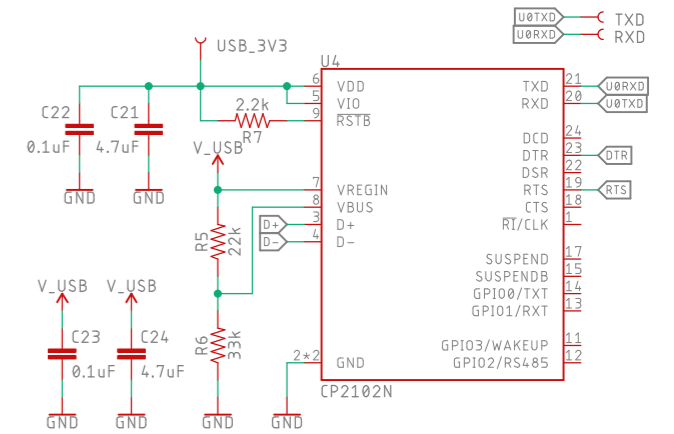 U0TXD TXD
U0RXD RXD
USB_3V3
U4
6 VDD TXD 21 U0RXD
5 VIO RXD 20 U0TXD
C22 C21 2.2k 9 RSTB
R7
0.1uF 4.7uF
DCD 24
V_USB DTR 23 DTR
DSR 22
GND GND 7 VREGIN RTS 19 RTS
8 VBUS CTS 18
D+ 3 D+ RI/CLK 1
R5 22k D- 4 D-
SUSPEND 17
SUSPENDB 15
V_USB V_USB GPIO0/TXT 14
GPIO1/RXT 13
C23 C24 R6 33k GPIO3/WAKEUP 11
2*2 GND GPIO2/RS485 12
0.1uF 4.7uF
CP2102N
GND GND GND GND